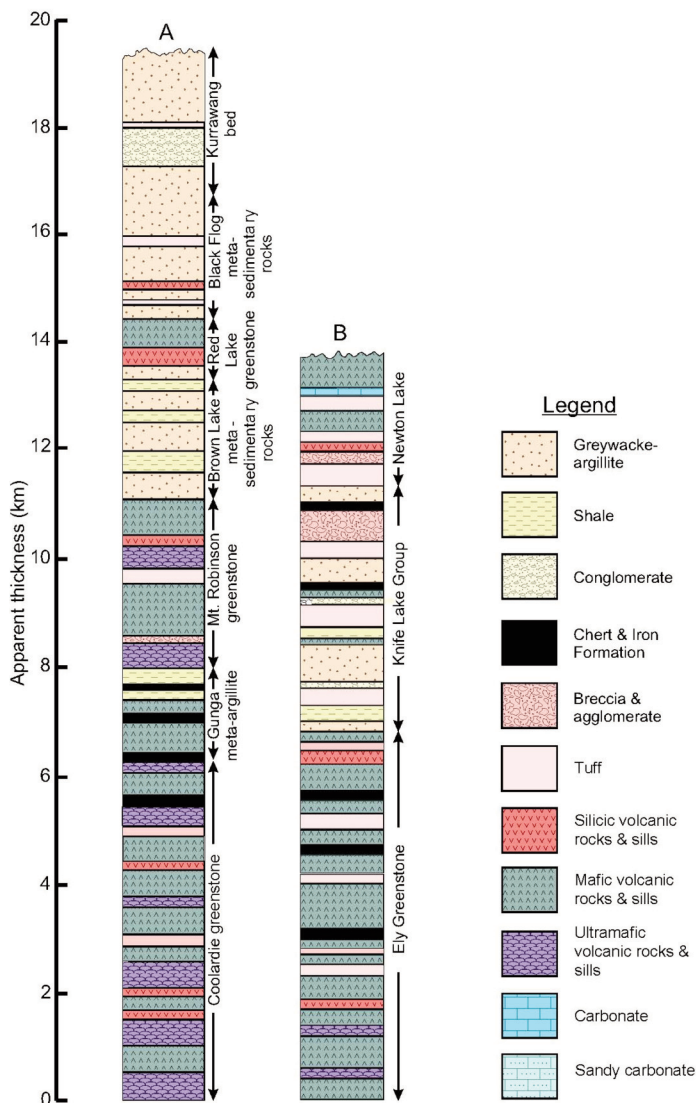 20
18
16
14
12
10
8
6
4
2
0
Apparent thickness (km)
A
Kurrawang
bed
Black Flog
meta-
sedimentary
rocks
Red
Lake
greenstone
Brown Lake
meta-
sedimentary
rocks
Mt. Robinson
greenstone
Gunga
meta-argillite
Coolardie greenstone
B
Newton Lake
Knife Lake Group
Ely Greenstone
Legend
Greywacke-
argillite
Shale
Conglomerate
Chert & Iron
Formation
Breccia &
agglomerate
Tuff
Silicic volcanic
rocks & sills
Mafic volcanic
rocks & sills
Ultramafic
volcanic rocks &
sills
Carbonate
Sandy carbonate